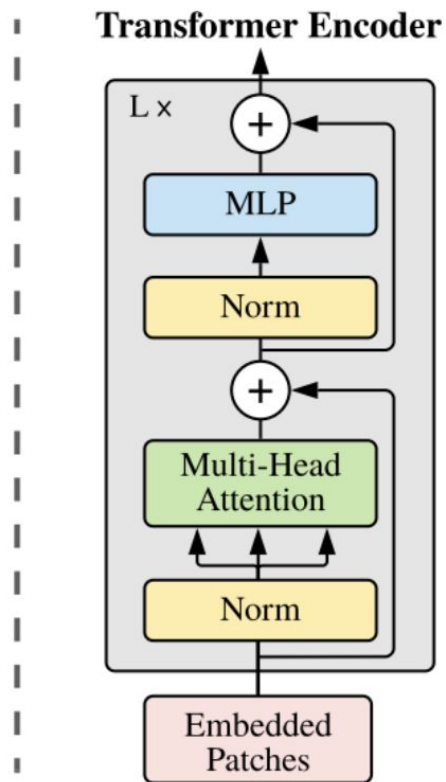 Transformer Encoder
L ×
+
MLP
Norm
+
Multi-Head
Attention
Norm
Embedded
Patches